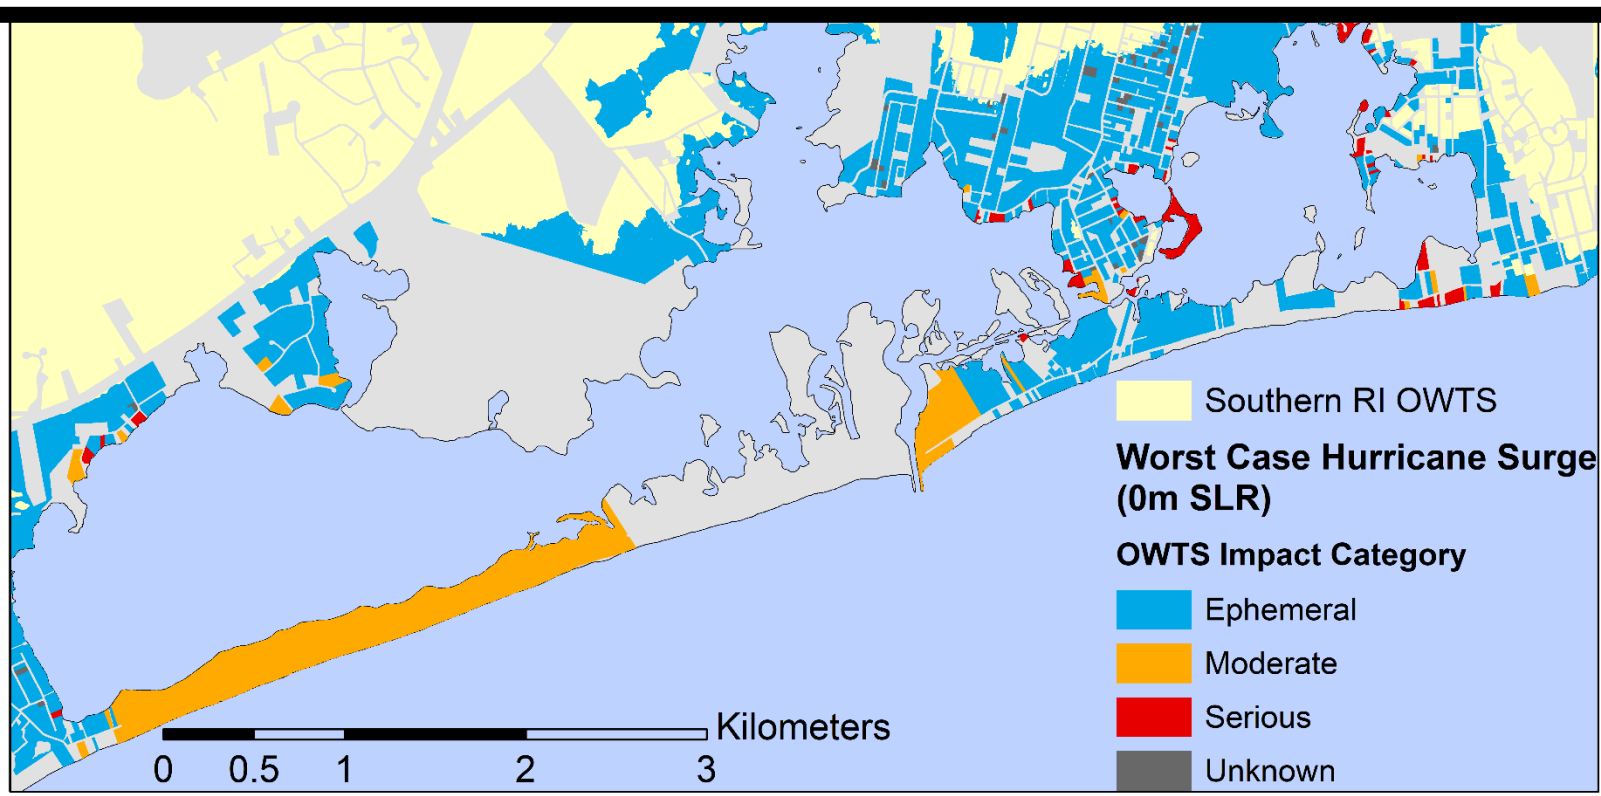 Southern RI OWTS
Worst Case Hurricane Surge
(0m SLR)
OWTS Impact Category
Ephemeral
Moderate
Serious
Unknown
Kilometers
0 0.5 1 2 3